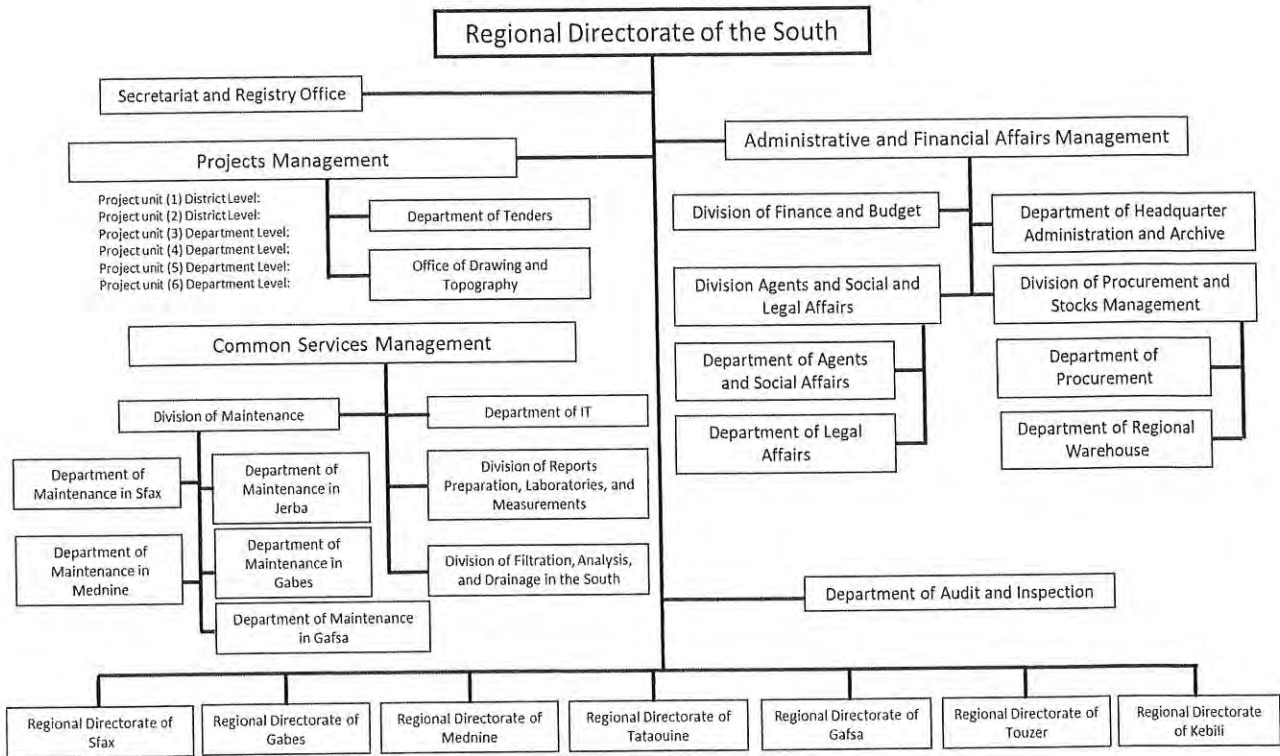 Regional Directorate of the South
Secretariat and Registry Office
Projects Management
Project unit (1) District Level:
Project unit (2) District Level:
Project unit (3) Department Level:
Project unit (4) Department Level:
Project unit (5) Department Level:
Project unit (6) Department Level:
Department of Tenders
Office of Drawing and
Topography
Administrative and Financial Affairs Management
Division of Finance and Budget
Department of Headquarter
Administration and Archive
Division Agents and Social and
Legal Affairs
Division of Procurement and
Stocks Management
Department of Agents
and Social Affairs
Department of
Procurement
Department of Legal
Affairs
Department of Regional
Warehouse
Common Services Management
Division of Maintenance
Department of IT
Department of
Maintenance in Sfax
Department of
Maintenance in
Jerba
Division of Reports
Preparation, Laboratories, and
Measurements
Department of
Maintenance in
Mednine
Department of
Maintenance in
Gabes
Division of Filtration, Analysis,
and Drainage in the South
Department of Maintenance
in Gafsa
Department of Audit and Inspection
Regional Directorate of
Sfax
Regional Directorate of
Gabes
Regional Directorate of
Mednine
Regional Directorate of
Tataouine
Regional Directorate of
Gafsa
Regional Directorate of
Touzer
Regional Directorate
of Kebili